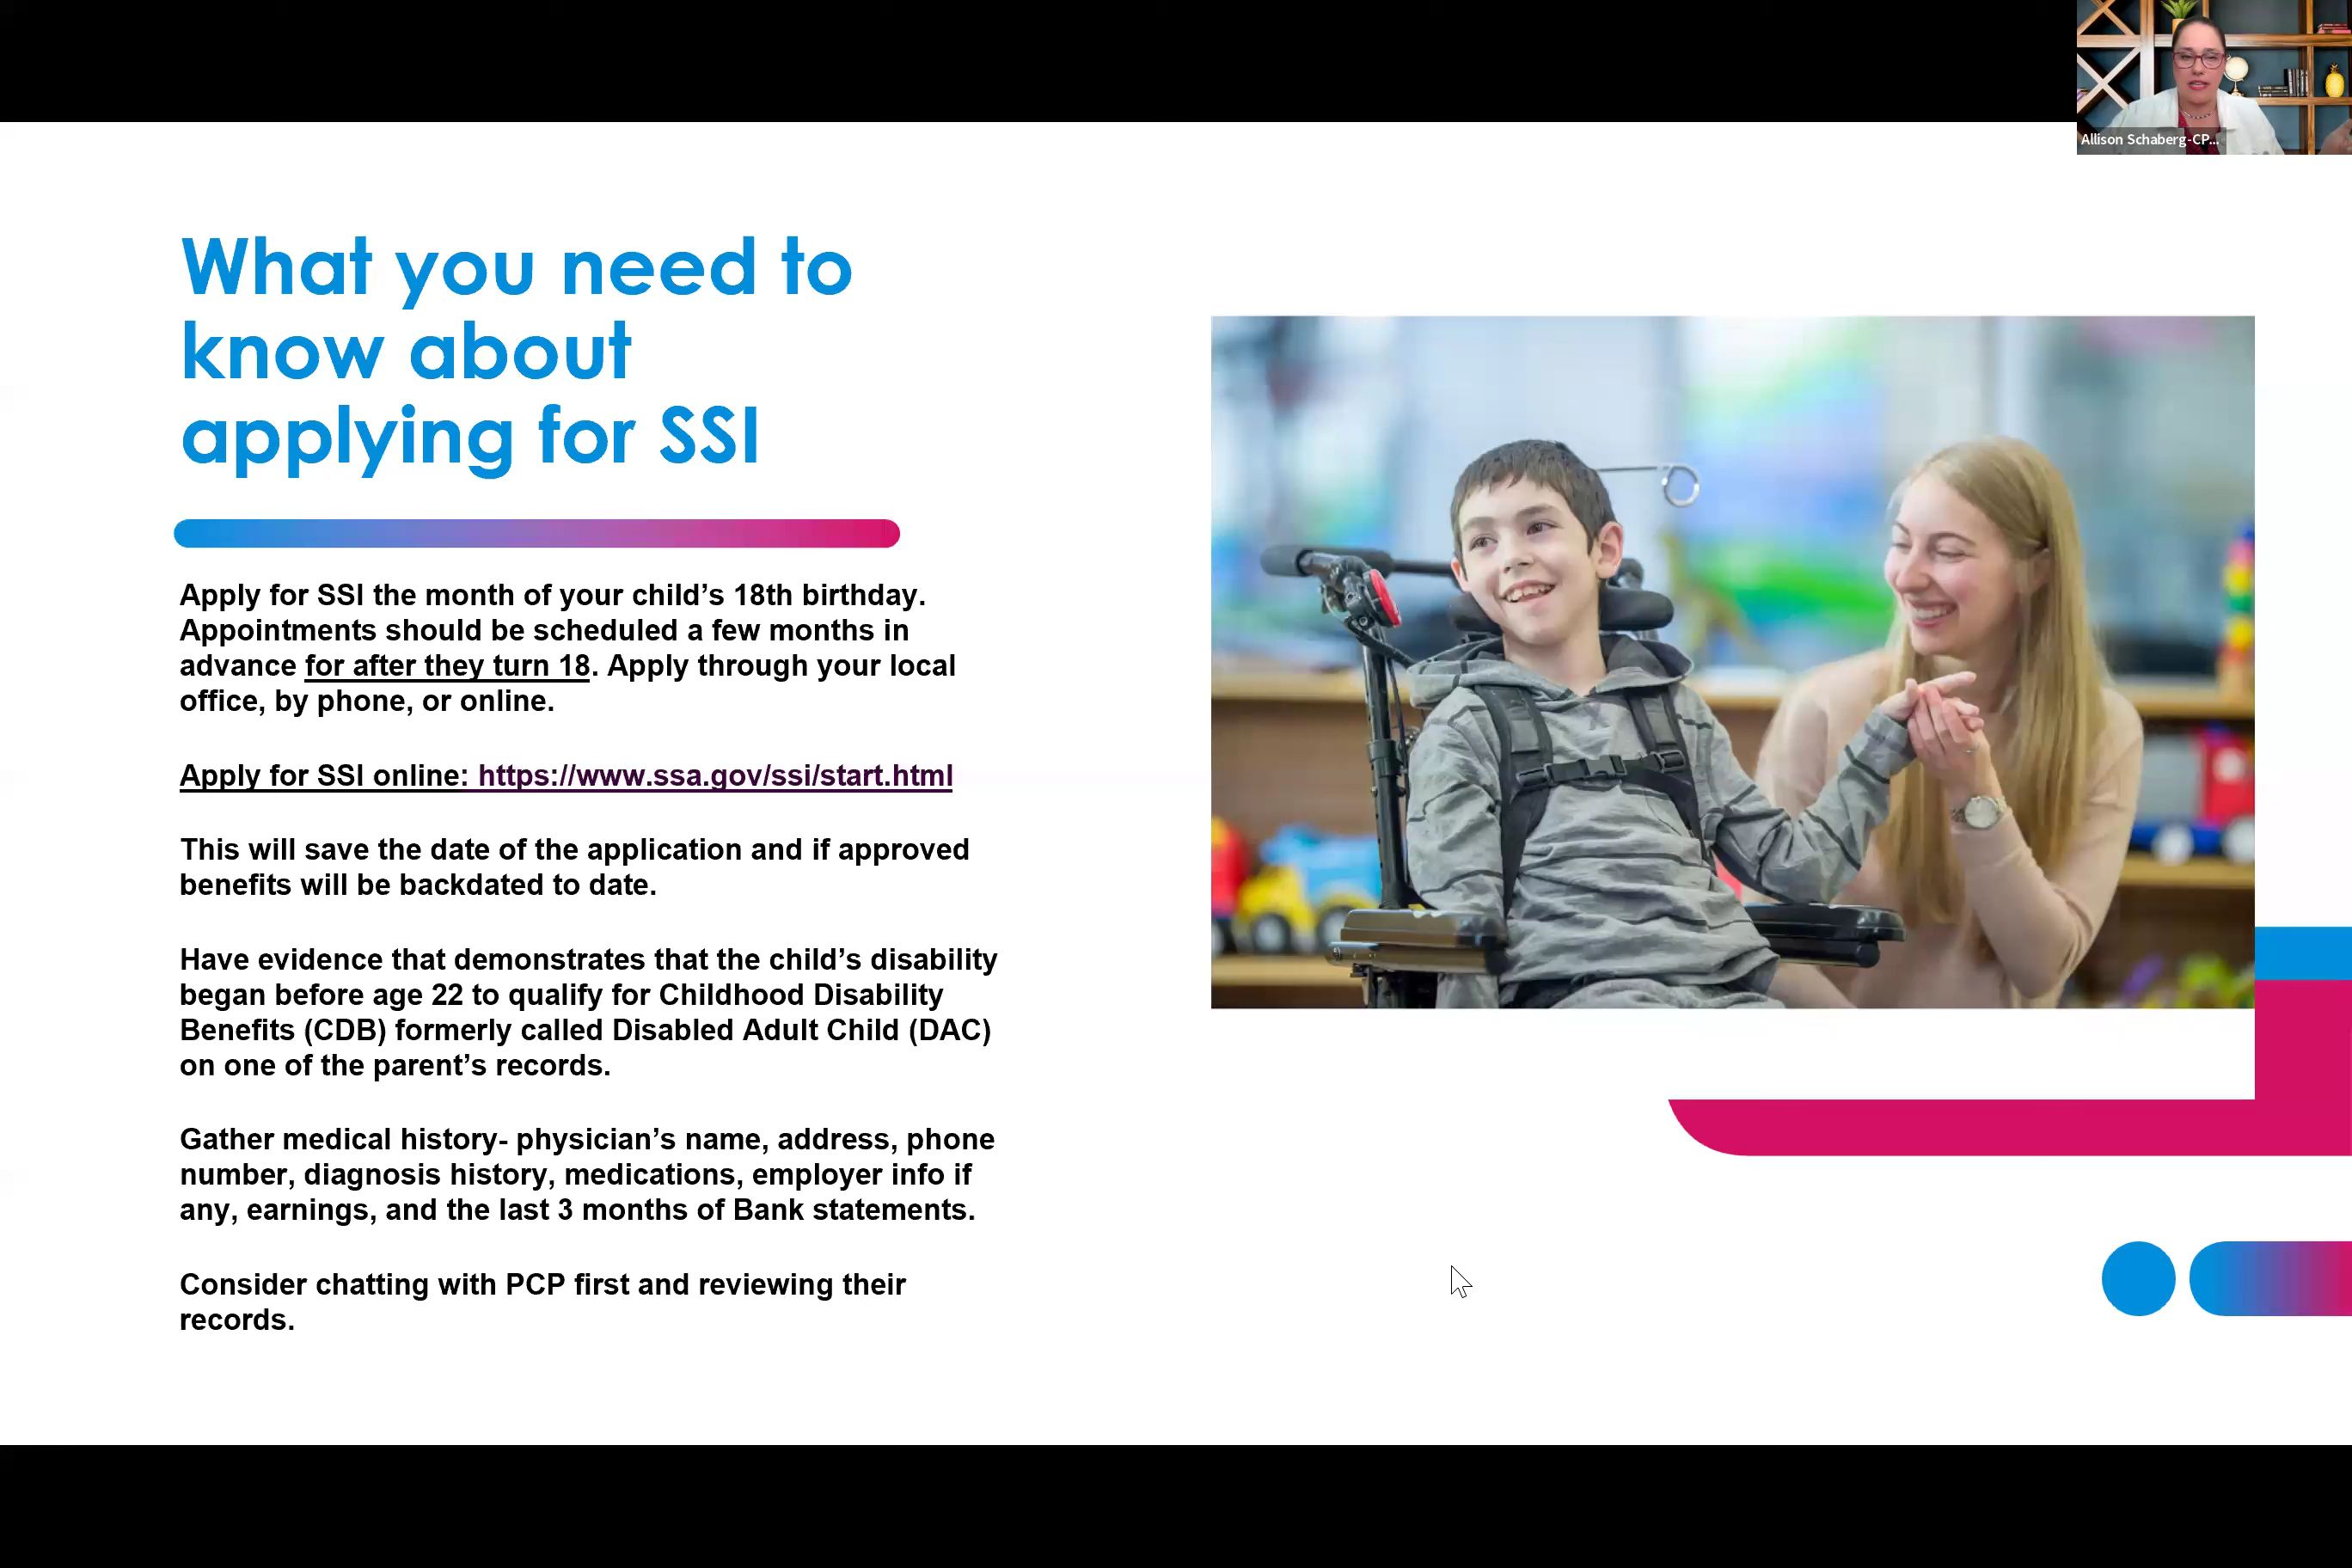 Allison Schaberg-CP...
What you need to
know about
applying for SSI
Apply for SSI the month of your child’s 18th birthday.
Appointments should be scheduled a few months in
advance for after they turn 18. Apply through your local
office, by phone, or online.
Apply for SSI online: https://www.ssa.gov/ssi/start.html
This will save the date of the application and if approved
benefits will be backdated to date.
Have evidence that demonstrates that the child’s disability
began before age 22 to qualify for Childhood Disability
Benefits (CDB) formerly called Disabled Adult Child (DAC)
on one of the parent’s records.
Gather medical history- physician’s name, address, phone
number, diagnosis history, medications, employer info if
any, earnings, and the last 3 months of Bank statements.
Consider chatting with PCP first and reviewing their
records.